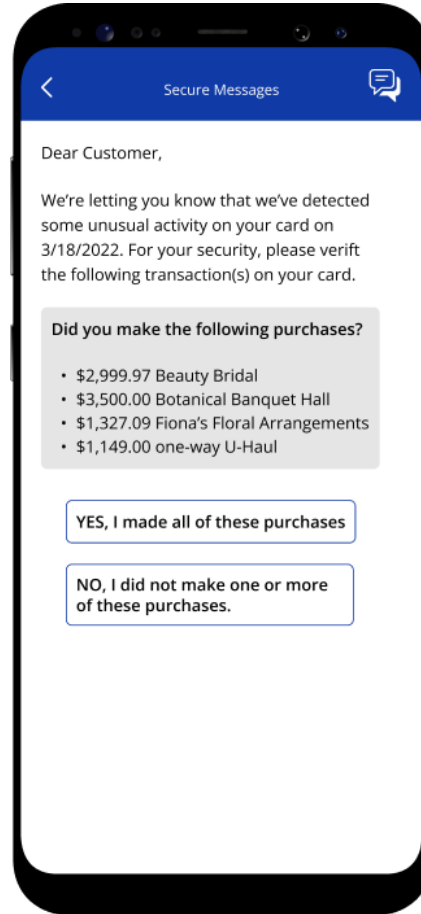 Secure Messages
Dear Customer,
We're letting you know that we've detected
some unusual activity on your card on
3/18/2022. For your security, please verift
the following transaction(s) on your card.
Did you make the following purchases?
• $2,999.97 Beauty Bridal
• $3,500.00 Botanical Banquet Hall
• $1,327.09 Fiona's Floral Arrangements
• $1,149.00 one-way U-Haul
YES, I made all of these purchases
NO, I did not make one or more
of these purchases.